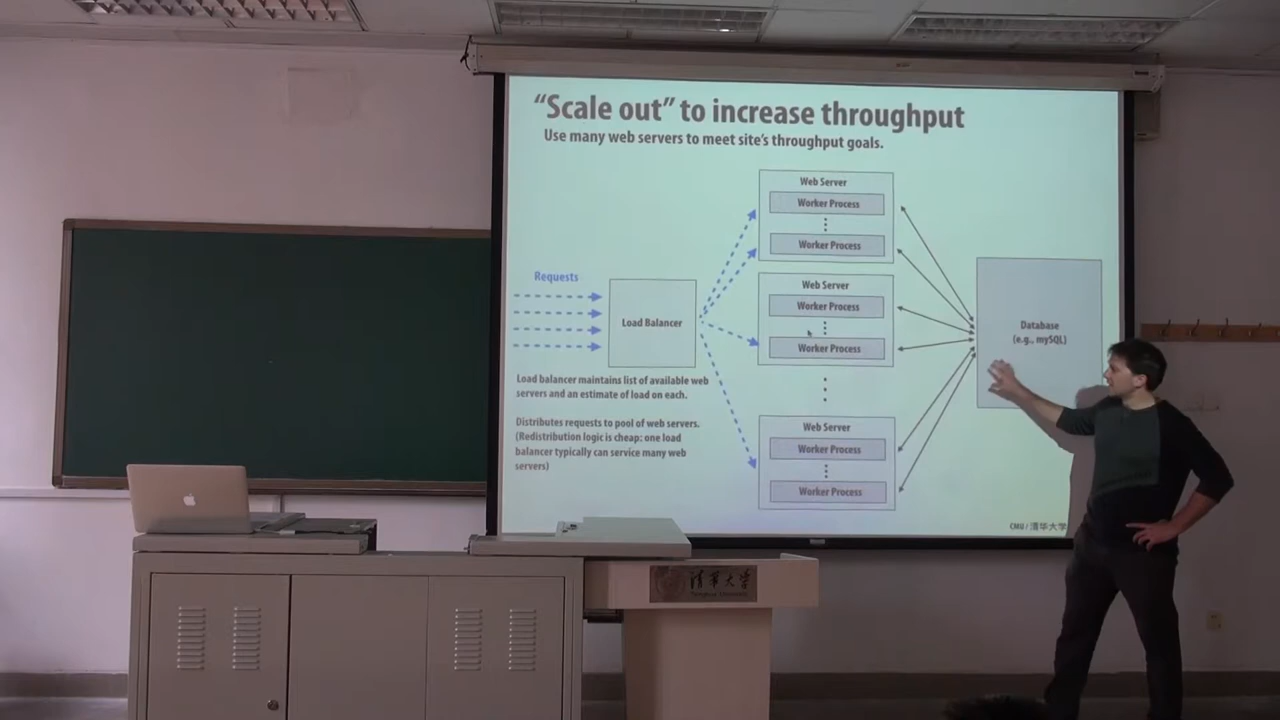 “Scale out” to increase throughput
Use many web servers to meet site's throughput goals.
Requests
Load Balancer
Load balancer maintains list of available web
servers and an estimate of load on each.
Distributes requests to pool of web servers.
(Redistribution logic is cheap: one load
balancer typically can service many web
servers)
Web Server
Worker Process
Worker Process
Web Server
Worker Process
Worker Process
Web Server
Worker Process
Worker Process
Database
(e.g., mySQL)
CMU / 清华大学
清华大学
Tsinghua University